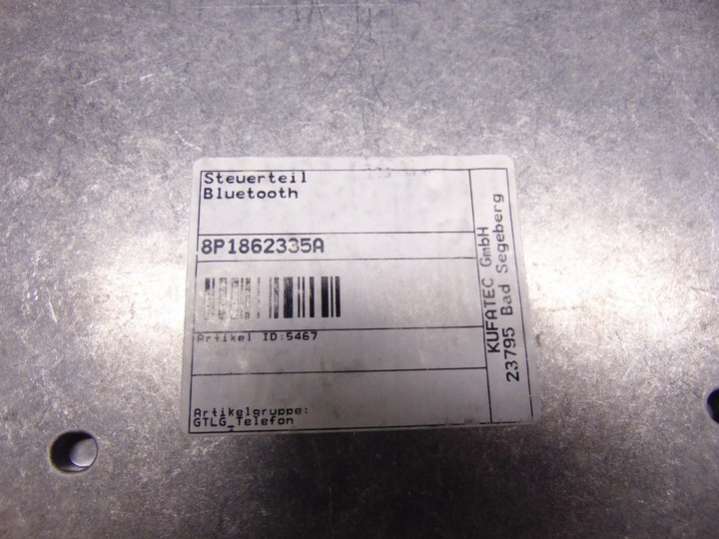 Steuerteil
Bluetooth
8P1862335A
Artikel ID:5467
Artikelgruppe:
GTLG_Telefon
KUFATEC GmbH
23795 Bad Segeberg